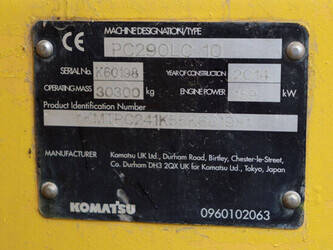 CE
MACHINE DESIGNATION/TYPE
PC290LC-10
SERIAL No. K60198 YEAR OF CONSTRUCTION 2014
OPERATING MASS 30300 kg ENGINE POWER kW
Product Identification Number
Manufacturer
Komatsu UK Ltd., Durham Road, Birtley, Chester-le-Street,
Co. Durham DH3 2QX UK for Komatsu Ltd., Tokyo, Japan
KOMATSU
0960102063